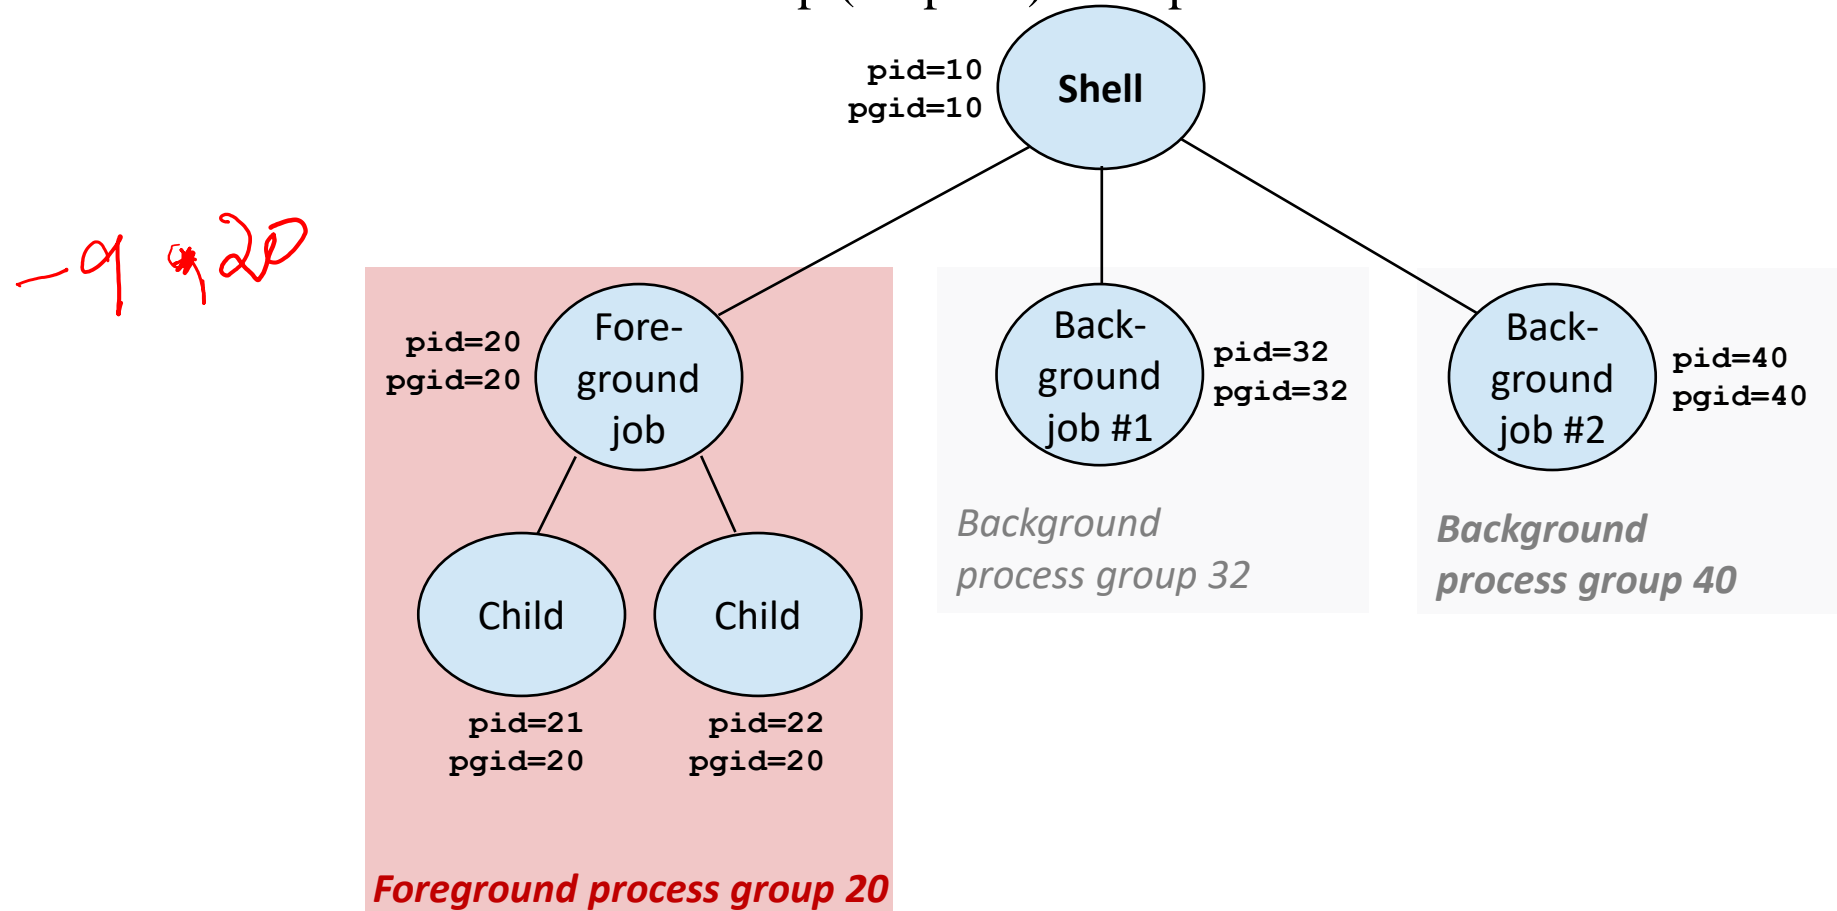 pid=10
pgid=10
Shell
-9 , 20
pid=20
pgid=20
Fore-
ground
job
Back-
ground
job #1
pid=32
pgid=32
Back-
ground
job #2
pid=40
pgid=40
Background
process group 32
Background
process group 40
Child
Child
pid=21
pgid=20
pid=22
pgid=20
Foreground process group 20